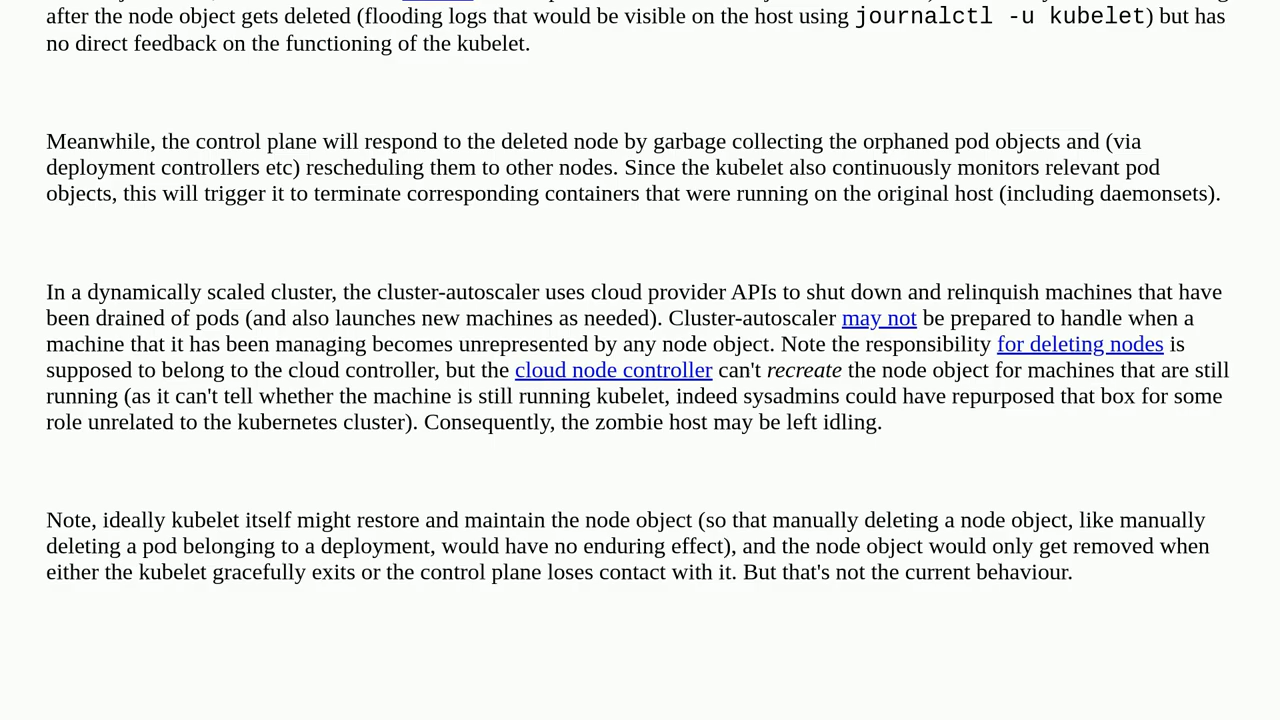 after the node object gets deleted (flooding logs that would be visible on the host using journalctl -u kubelet) but has
no direct feedback on the functioning of the kubelet.
Meanwhile, the control plane will respond to the deleted node by garbage collecting the orphaned pod objects and (via
deployment controllers etc) rescheduling them to other nodes. Since the kubelet also continuously monitors relevant pod
objects, this will trigger it to terminate corresponding containers that were running on the original host (including daemonsets).
In a dynamically scaled cluster, the cluster-autoscaler uses cloud provider APIs to shut down and relinquish machines that have
been drained of pods (and also launches new machines as needed). Cluster-autoscaler may not be prepared to handle when a
machine that it has been managing becomes unrepresented by any node object. Note the responsibility for deleting nodes is
supposed to belong to the cloud controller, but the cloud node controller can't recreate the node object for machines that are still
running (as it can't tell whether the machine is still running kubelet, indeed sysadmins could have repurposed that box for some
role unrelated to the kubernetes cluster). Consequently, the zombie host may be left idling.
Note, ideally kubelet itself might restore and maintain the node object (so that manually deleting a node object, like manually
deleting a pod belonging to a deployment, would have no enduring effect), and the node object would only get removed when
either the kubelet gracefully exits or the control plane loses contact with it. But that's not the current behaviour.